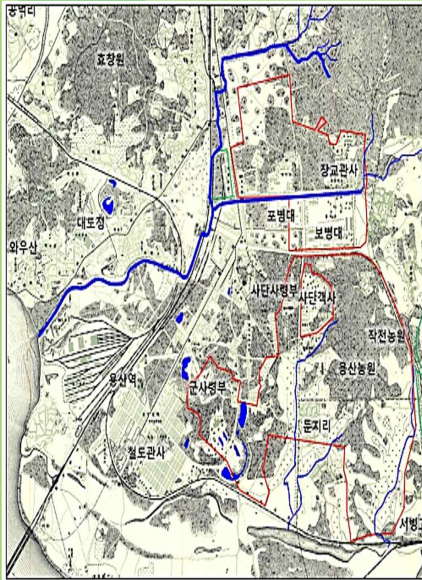 공덕리
효창원
장교관사
대도정
포병대
보병대
와우산
사단사령부
사단객사
작전농원
용산역
군사령부
용산농원
둔지리
철도관사
서빙고